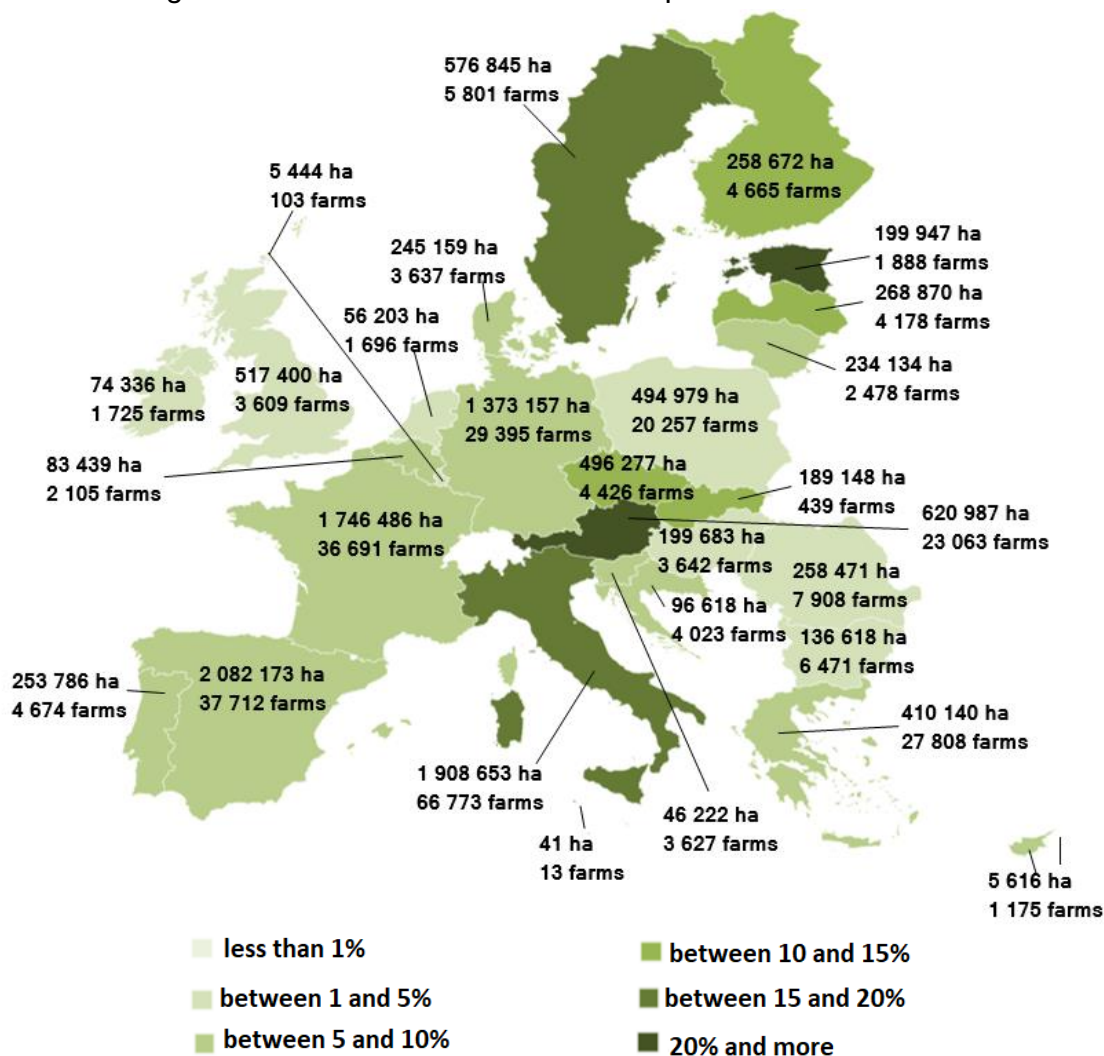 576 845 ha
5 801 farms
258 672 ha
4 665 farms
5 444 ha
103 farms
199 947 ha
1 888 farms
245 159 ha
3 637 farms
268 870 ha
4 178 farms
56 203 ha
1 696 farms
234 134 ha
2 478 farms
74 336 ha
1 725 farms
517 400 ha
3 609 farms
1 373 157 ha
29 395 farms
494 979 ha
20 257 farms
83 439 ha
2 105 farms
496 277 ha
4 426 farms
189 148 ha
439 farms
620 987 ha
23 063 farms
1 746 486 ha
36 691 farms
199 683 ha
3 642 farms
258 471 ha
7 908 farms
96 618 ha
4 023 farms
136 618 ha
6 471 farms
253 786 ha
4 674 farms
2 082 173 ha
37 712 farms
410 140 ha
27 808 farms
1 908 653 ha
66 773 farms
46 222 ha
3 627 farms
41 ha
13 farms
5 616 ha
1 175 farms
less than 1%
between 1 and 5%
between 5 and 10%
between 10 and 15%
between 15 and 20%
20% and more